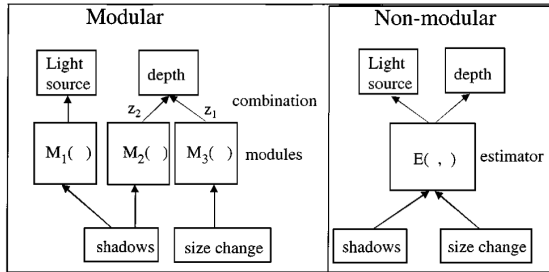 Modular
Light
source
depth
z2
z1
combination
M1( )
M2( )
M3( )
modules
shadows
size change
Non-modular
Light
source
depth
E( , )
estimator
shadows
size change